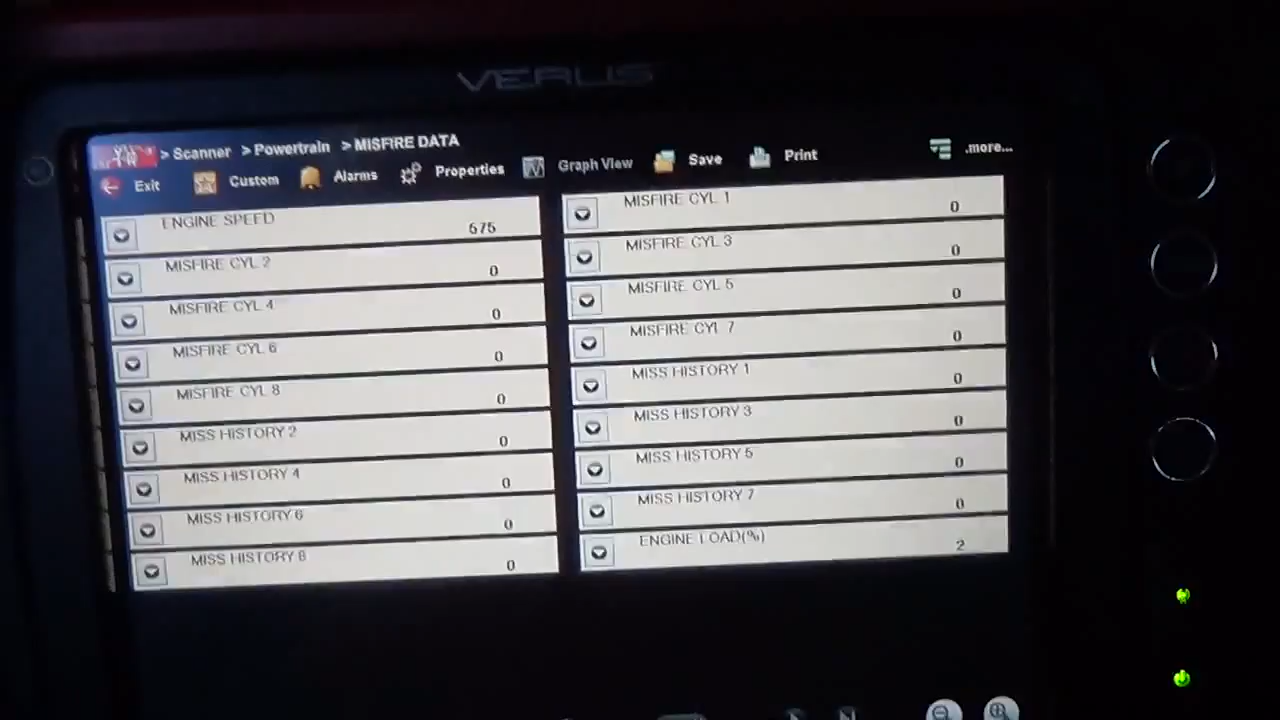 VERUS
> Scanner > Powertrain > MISFIRE DATA
Exit Custom Alarms Properties Graph View Save Print .more...
ENGINE SPEED 675 MISFIRE CYL 1 0
MISFIRE CYL 2 0 MISFIRE CYL 3 0
MISFIRE CYL 4 0 MISFIRE CYL 5 0
MISFIRE CYL 6 0 MISFIRE CYL 7 0
MISFIRE CYL 8 0 MISS HISTORY 1 0
MISS HISTORY 2 0 MISS HISTORY 3 0
MISS HISTORY 4 0 MISS HISTORY 5 0
MISS HISTORY 6 0 MISS HISTORY 7 0
MISS HISTORY 8 0 ENGINE LOAD(%) 2